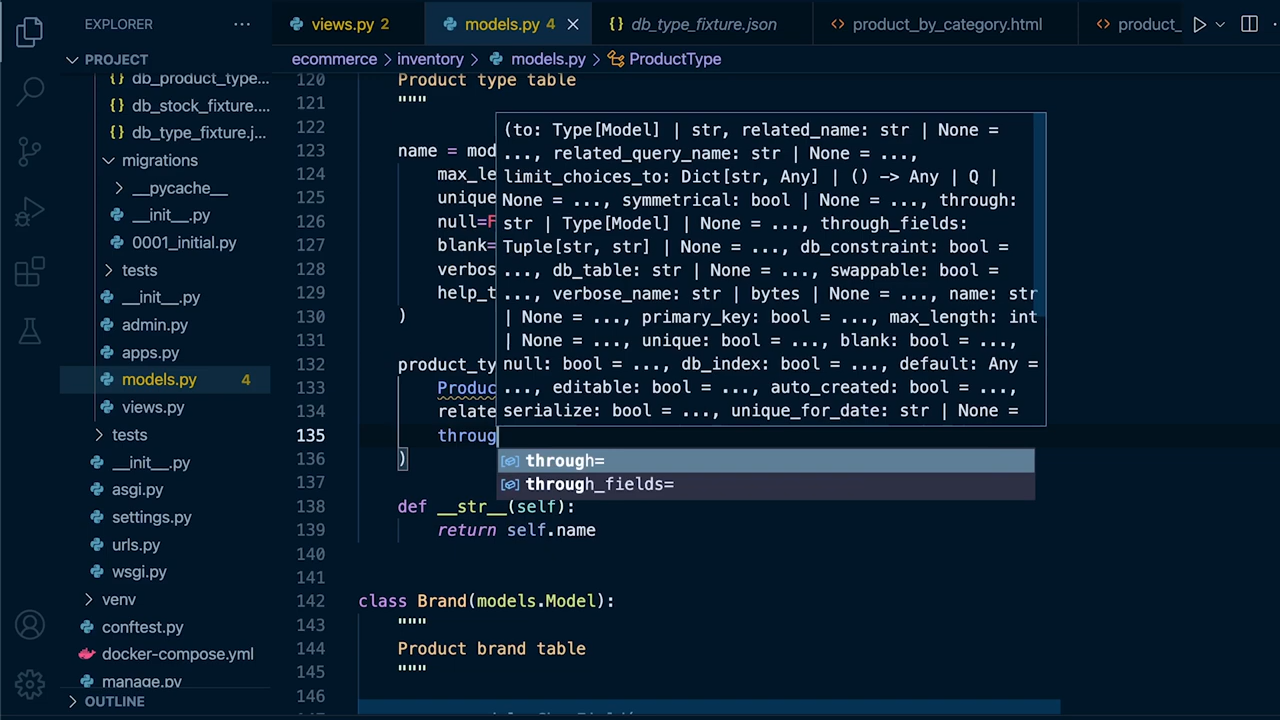 EXPLORER
views.py 2
models.py 4
db_type_fixture.json
product_by_category.html
product_
PROJECT
ecommerce > inventory > models.py > ProductType
{} db_product_type...
{} db_stock_fixture....
{} db_type_fixture.j...
migrations
__pycache__
__init__.py
0001_initial.py
tests
__init__.py
admin.py
apps.py
models.py 4
views.py
tests
__init__.py
asgi.py
settings.py
urls.py
wsgi.py
venv
conftest.py
docker-compose.yml
manage.py
OUTLINE
120 Product type table
121 """
122
123 name = mod
124 max_le
125 unique
126 null=F
127 blank=
128 verbos
129 help_t
130 )
131
132 product_ty
133 Produc
134 relate
135 throug
136 )
137
138 def __str__(self):
139 return self.name
140
141
142 class Brand(models.Model):
143 """
144 Product brand table
145 """
146
(to: Type[Model] | str, related_name: str | None =
..., related_query_name: str | None = ...,
limit_choices_to: Dict[str, Any] | () -> Any | Q |
None = ..., symmetrical: bool | None = ..., through:
str | Type[Model] | None = ..., through_fields:
Tuple[str, str] | None = ..., db_constraint: bool =
..., db_table: str | None = ..., swappable: bool =
..., verbose_name: str | bytes | None = ..., name: str
| None = ..., primary_key: bool = ..., max_length: int
| None = ..., unique: bool = ..., blank: bool = ...,
null: bool = ..., db_index: bool = ..., default: Any =
..., editable: bool = ..., auto_created: bool = ...,
serialize: bool = ..., unique_for_date: str | None =
through=
through_fields=